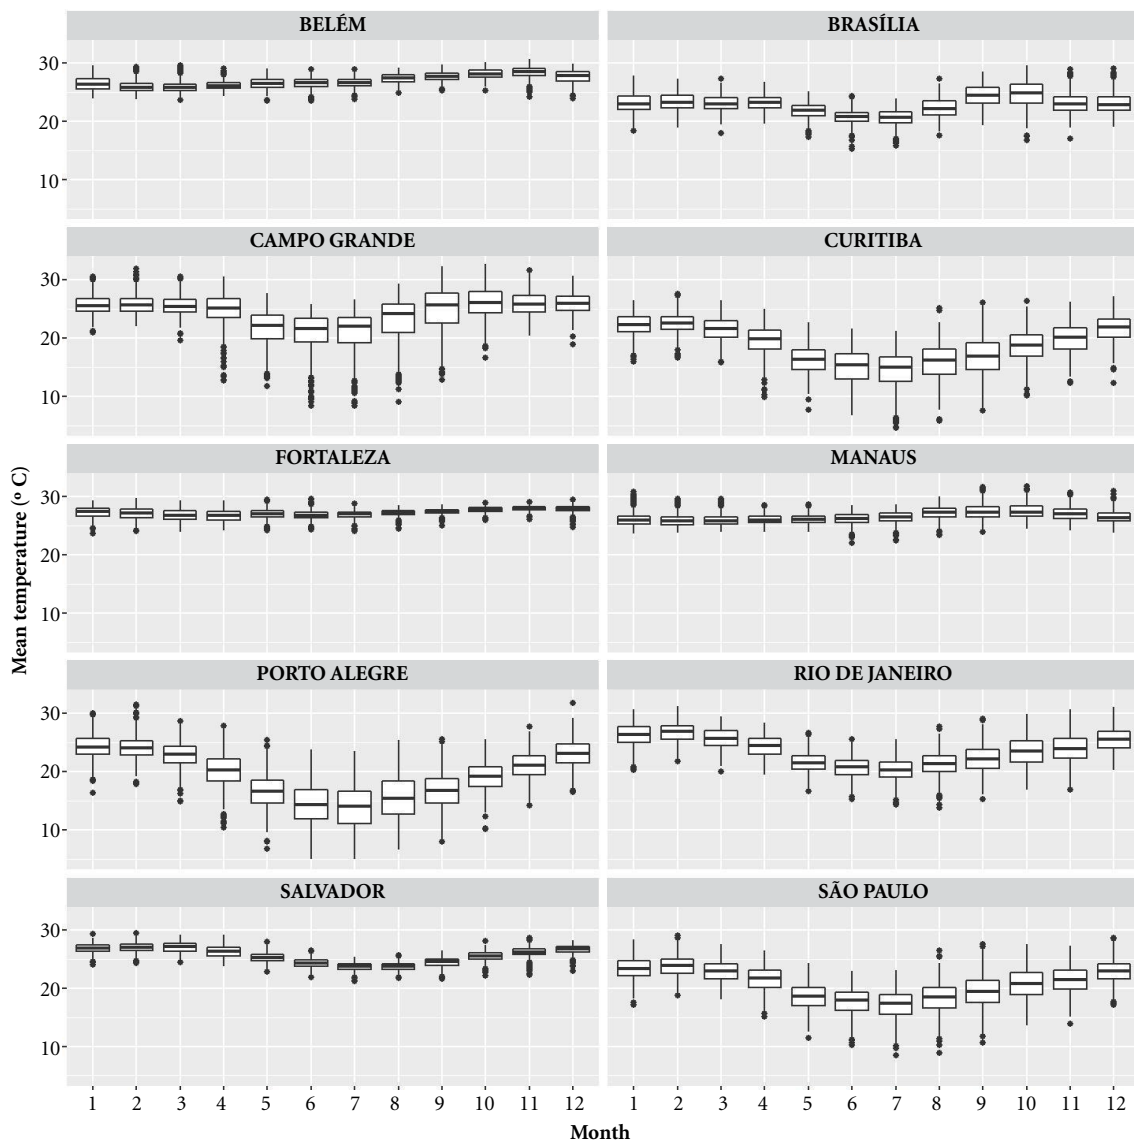 BELÉM
BRASÍLIA
30
20
10
CAMPO GRANDE
CURITIBA
30
20
10
FORTALEZA
MANAUS
30
20
10
Mean temperature (º C)
PORTO ALEGRE
RIO DE JANEIRO
30
20
10
SALVADOR
SÃO PAULO
30
20
10
1 2 3 4 5 6 7 8 9 10 11 12
1 2 3 4 5 6 7 8 9 10 11 12
Month